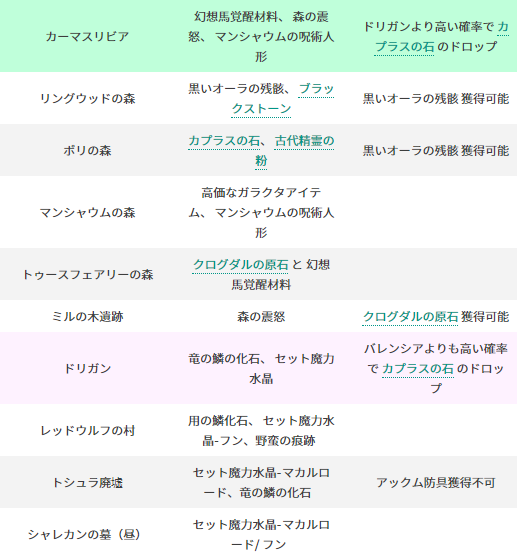 カーマスリビア
幻想馬覚醒材料、 森の震
怒、 マンシャウムの呪術人
形
ドリガンより高い確率で カ
プラスの石 のドロップ
リングウッドの森
黒いオーラの残骸、 ブラッ
クストーン
黒いオーラの残骸 獲得可能
ポリの森
カプラスの石、 古代精霊の
粉
黒いオーラの残骸 獲得可能
マンシャウムの森
高価なガラクタアイテ
ム、 マンシャウムの呪術人
形
トゥースフェアリーの森
クログダルの原石 と 幻想
馬覚醒材料
ミルの木遺跡
森の震怒
クログダルの原石 獲得可能
ドリガン
竜の鱗の化石、 セット魔力
水晶
バレンシアよりも高い確率
で カプラスの石 のドロッ
プ
レッドウルフの村
用の鱗化石、 セット魔力水
晶-フン、野蛮の痕跡
トシュラ廃墟
セット魔力水晶-マカルロ
ード、竜の鱗の化石
アックム防具獲得不可
シャレカンの墓（昼）
セット魔力水晶-マカルロ
ード/ フン